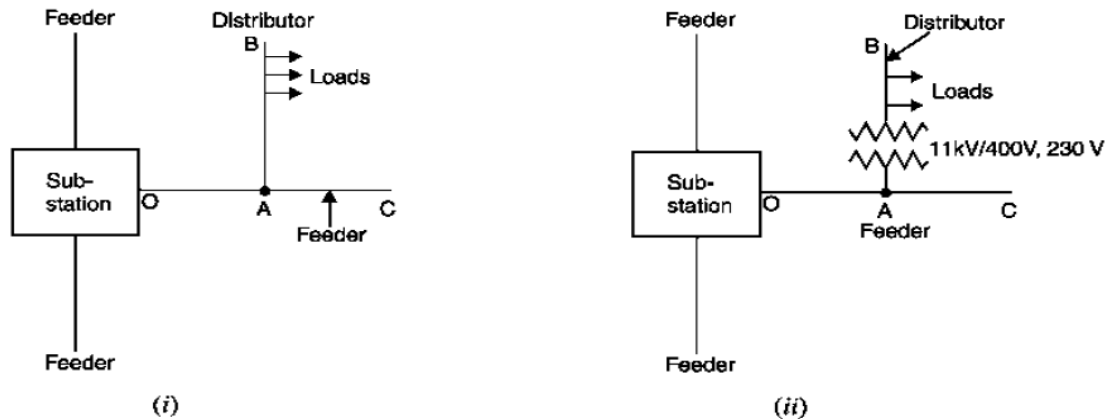 Feeder
Distributor
B
Loads
Sub-
station
O
A
C
Feeder
Feeder
(i)
Feeder
Distributor
B
Loads
11kV/400V, 230 V
Sub-
station
O
A
C
Feeder
Feeder
(ii)